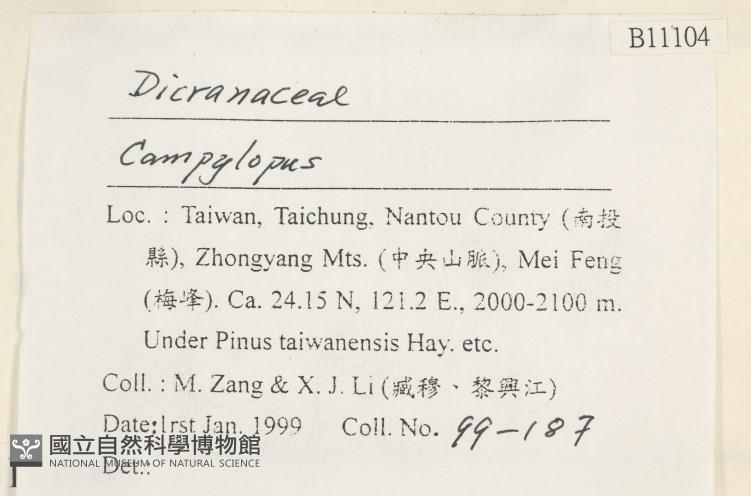 B11104
Dicranaceae
Campylopus
Loc. : Taiwan, Taichung, Nantou County (南投
縣), Zhongyang Mts. (中央山脈), Mei Feng
(梅峰). Ca. 24.15 N, 121.2 E., 2000-2100 m.
Under Pinus taiwanensis Hay. etc.
Coll. : M. Zang & X. J. Li (臧穆、黎興江)
Date:1rst Jan. 1999 Coll. No. 99-187
Det.:
國立自然科學博物館
NATIONAL MUSEUM OF NATURAL SCIENCE